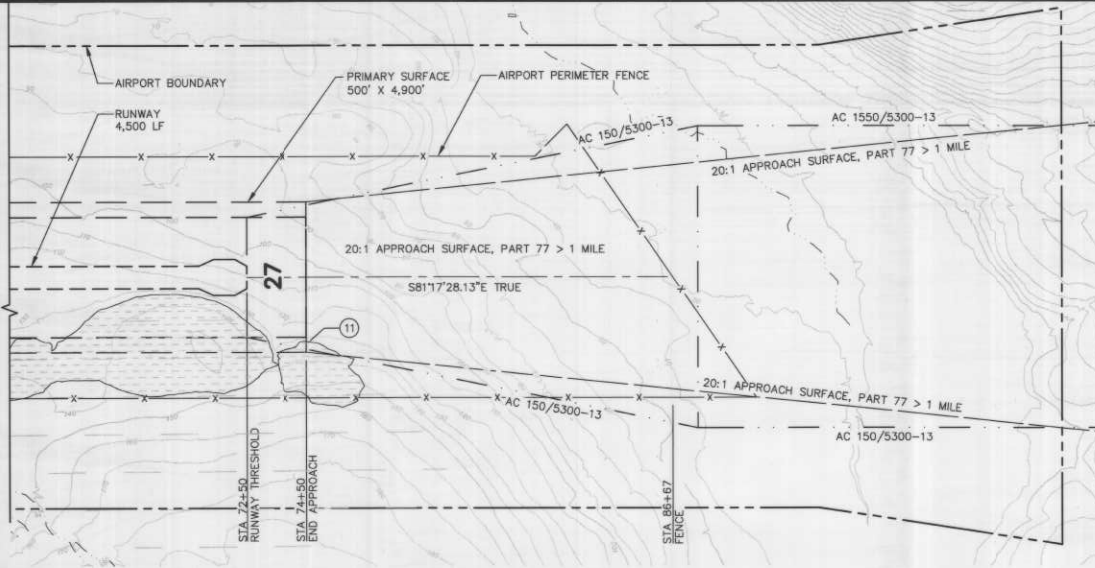 AIRPORT BOUNDARY
PRIMARY SURFACE
500' X 4,900'
AIRPORT PERIMETER FENCE
RUNWAY
4,500 LF
AC 150/5300-13
AC 1550/5300-13
20:1 APPROACH SURFACE, PART 77 > 1 MILE
20:1 APPROACH SURFACE, PART 77 > 1 MILE
27
S81°17'28.13"E TRUE
11
20:1 APPROACH SURFACE, PART 77 > 1 MILE
AC 150/5300-13
AC 150/5300-13
STA 72+50
RUNWAY THRESHOLD
STA 74+50
END APPROACH
STA 86+67
FENCE